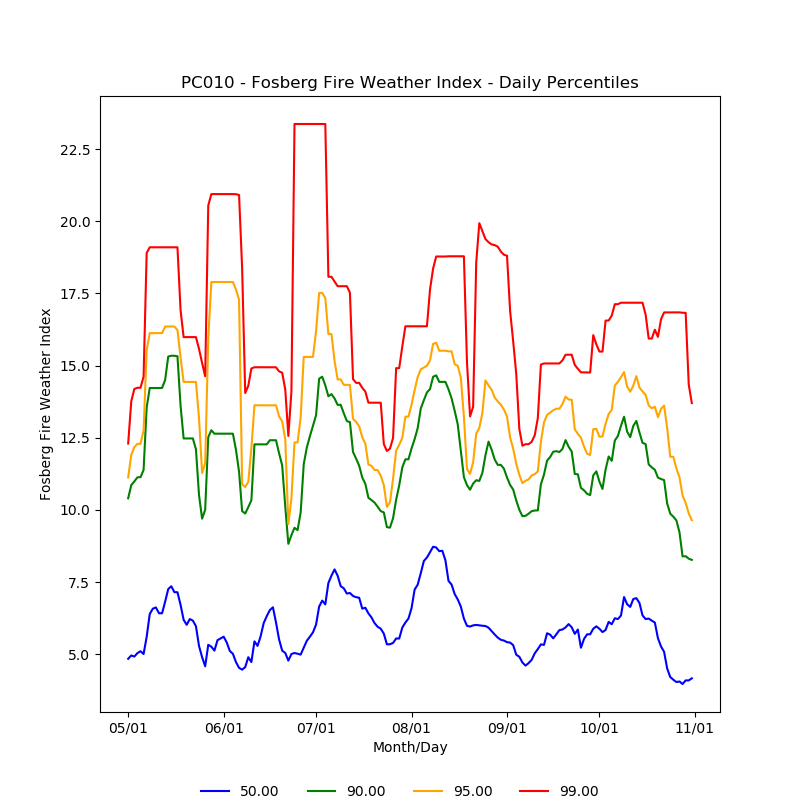 PC010 - Fosberg Fire Weather Index - Daily Percentiles
22.5
20.0
17.5
15.0
12.5
10.0
7.5
5.0
Fosberg Fire Weather Index
05/01 06/01 07/01 08/01 09/01 10/01 11/01
Month/Day
50.00 90.00 95.00 99.00